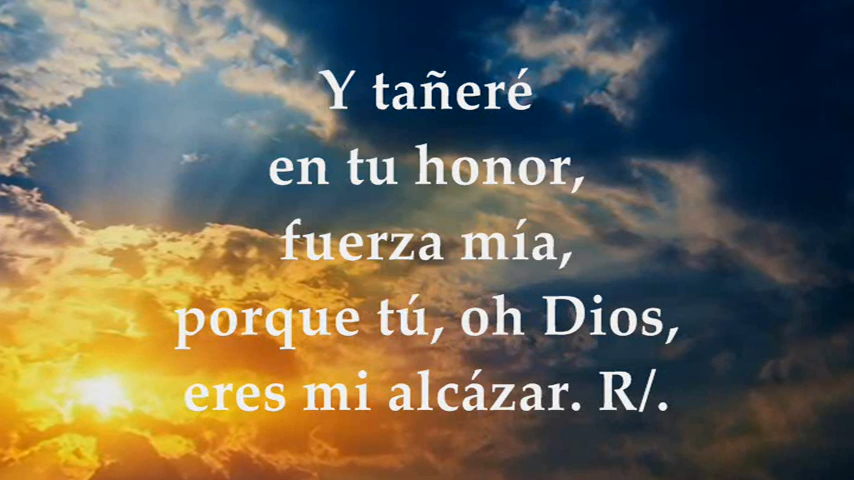 Y tañeré
en tu honor,
fuerza mía,
porque tú, oh Dios,
eres mi alcázar. R/.